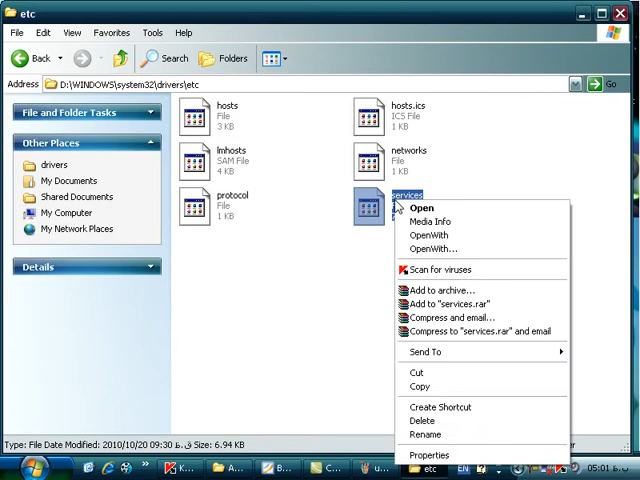 etc
File Edit View Favorites Tools Help
Back Search Folders
Address D:\WINDOWS\system32\drivers\etc Go
File and Folder Tasks
Other Places
drivers
My Documents
Shared Documents
My Computer
My Network Places
Details
hosts
File
3 KB
hosts.ics
ICS File
1 KB
lmhosts
SAM File
4 KB
networks
File
1 KB
protocol
File
1 KB
services
Open
Media Info
OpenWith
OpenWith...
Scan for viruses
Add to archive...
Add to "services.rar"
Compress and email...
Compress to "services.rar" and email
Send To
Cut
Copy
Create Shortcut
Delete
Rename
Properties
Type: File Date Modified: 2010/10/20 09:30 ق.ظ Size: 6.94 KB
K... A... B... C... u... etc EN 05:01 ق.ظ